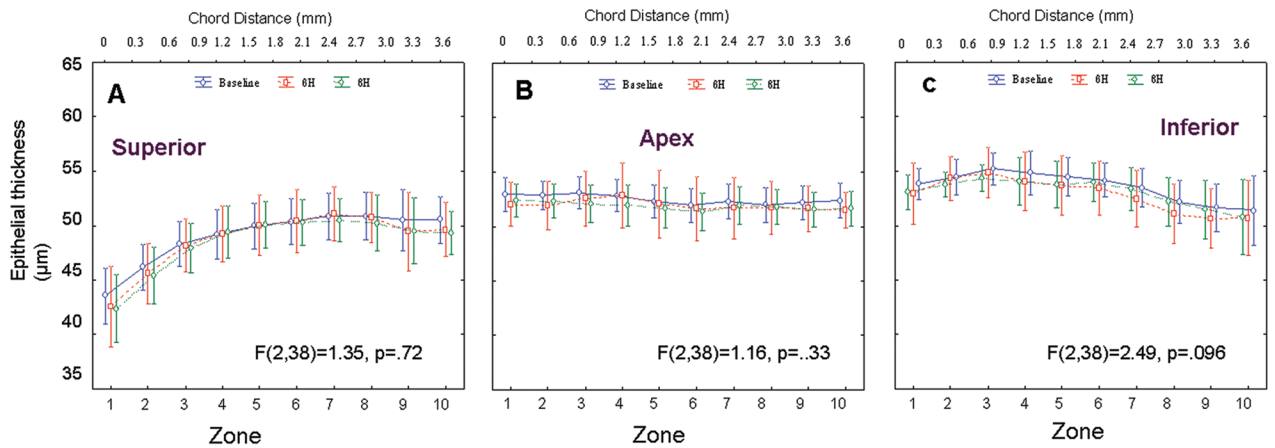 Chord Distance (mm)
0 0.3 0.6 0.9 1.2 1.5 1.8 2.1 2.4 2.7 3.0 3.3 3.6
65
60
55
50
45
40
35
Epithelial thickness
(µm)
A
Baseline 6H 6H
Superior
F(2,38)=1.35, p=.72
1 2 3 4 5 6 7 8 9 10
Zone
Chord Distance (mm)
0 0.3 0.6 0.9 1.2 1.5 1.8 2.1 2.4 2.7 3.0 3.3 3.6
B
Baseline 6H 6H
Apex
F(2,38)=1.16, p=..33
1 2 3 4 5 6 7 8 9 10
Zone
Chord Distance (mm)
0 0.3 0.6 0.9 1.2 1.5 1.8 2.1 2.4 2.7 3.0 3.3 3.6
c
Baseline 6H 6H
Inferior
F(2,38)=2.49, p=.096
1 2 3 4 5 6 7 8 9 10
Zone